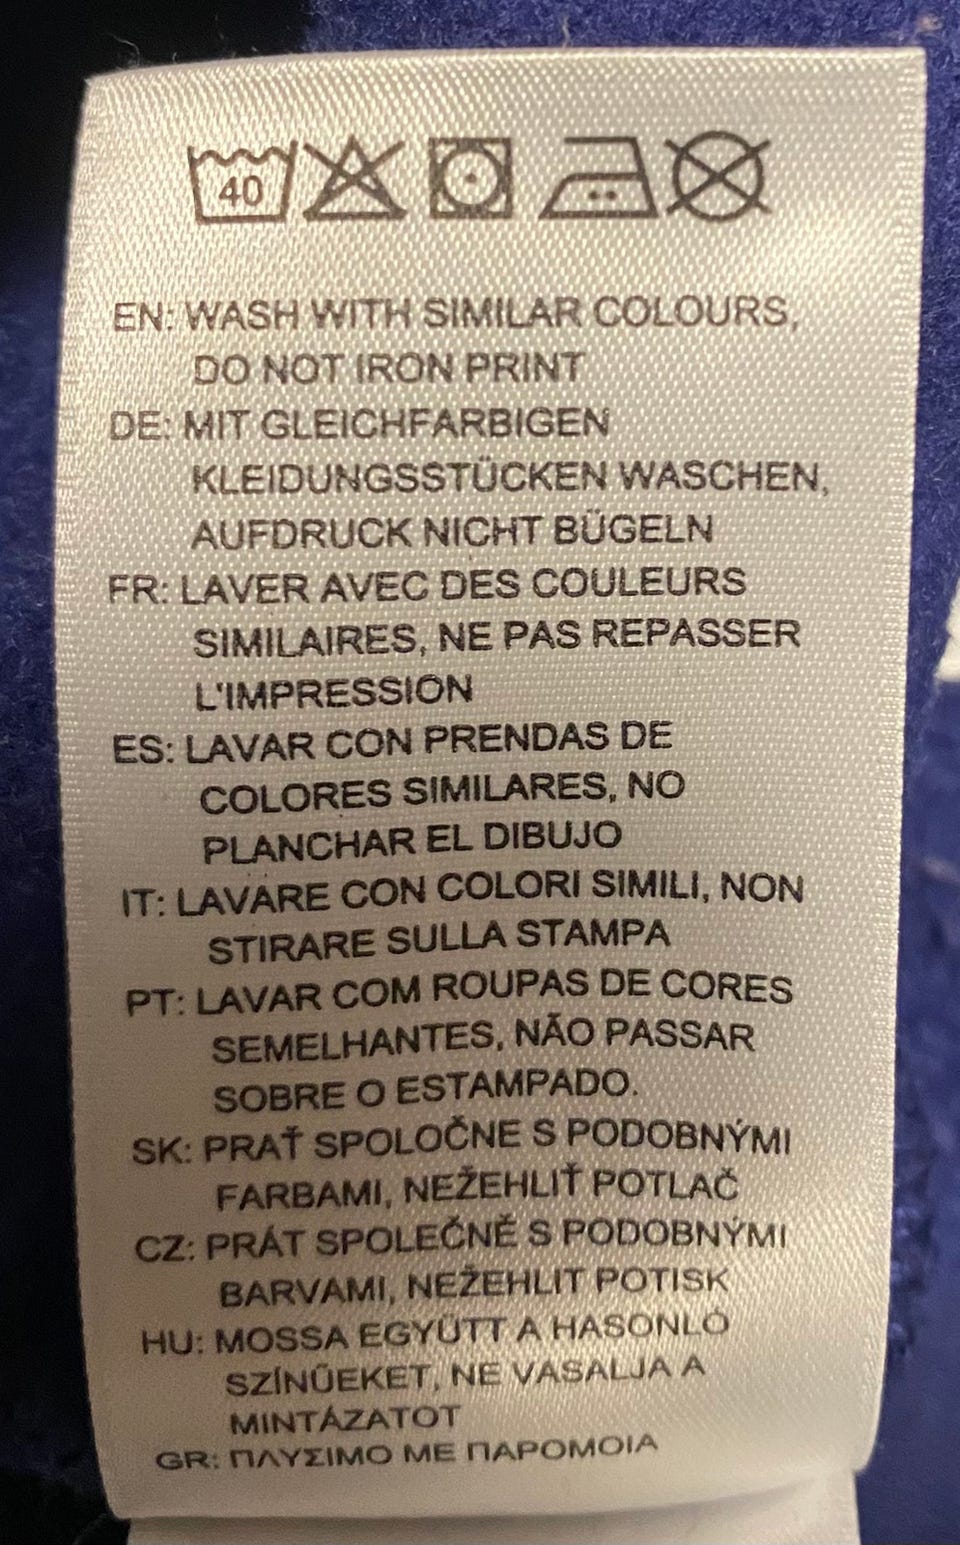 40
EN: WASH WITH SIMILAR COLOURS,
DO NOT IRON PRINT
DE: MIT GLEICHFARBIGEN
KLEIDUNGSSTÜCKEN WASCHEN,
AUFDRUCK NICHT BÜGELN
FR: LAVER AVEC DES COULEURS
SIMILAIRES, NE PAS REPASSER
L'IMPRESSION
ES: LAVAR CON PRENDAS DE
COLORES SIMILARES, NO
PLANCHAR EL DIBUJO
IT: LAVARE CON COLORI SIMILI, NON
STIRARE SULLA STAMPA
PT: LAVAR COM ROUPAS DE CORES
SEMELHANTES, NÃO PASSAR
SOBRE O ESTAMPADO.
SK: PRAŤ SPOLOČNE S PODOBNÝMI
FARBAMI, NEŽEHLIŤ POTLAČ
CZ: PRÁT SPOLEČNĚ S PODOBNÝMI
BARVAMI, NEŽEHLIT POTISK
HU: MOSSA EGYÜTT A HASONLÓ
SZÍNŰEKET, NE VASALJA A
MINTÁZATOT
GR: ΠΛΥΣΙΜΟ ΜΕ ΠΑΡΟΜΟΙΑ